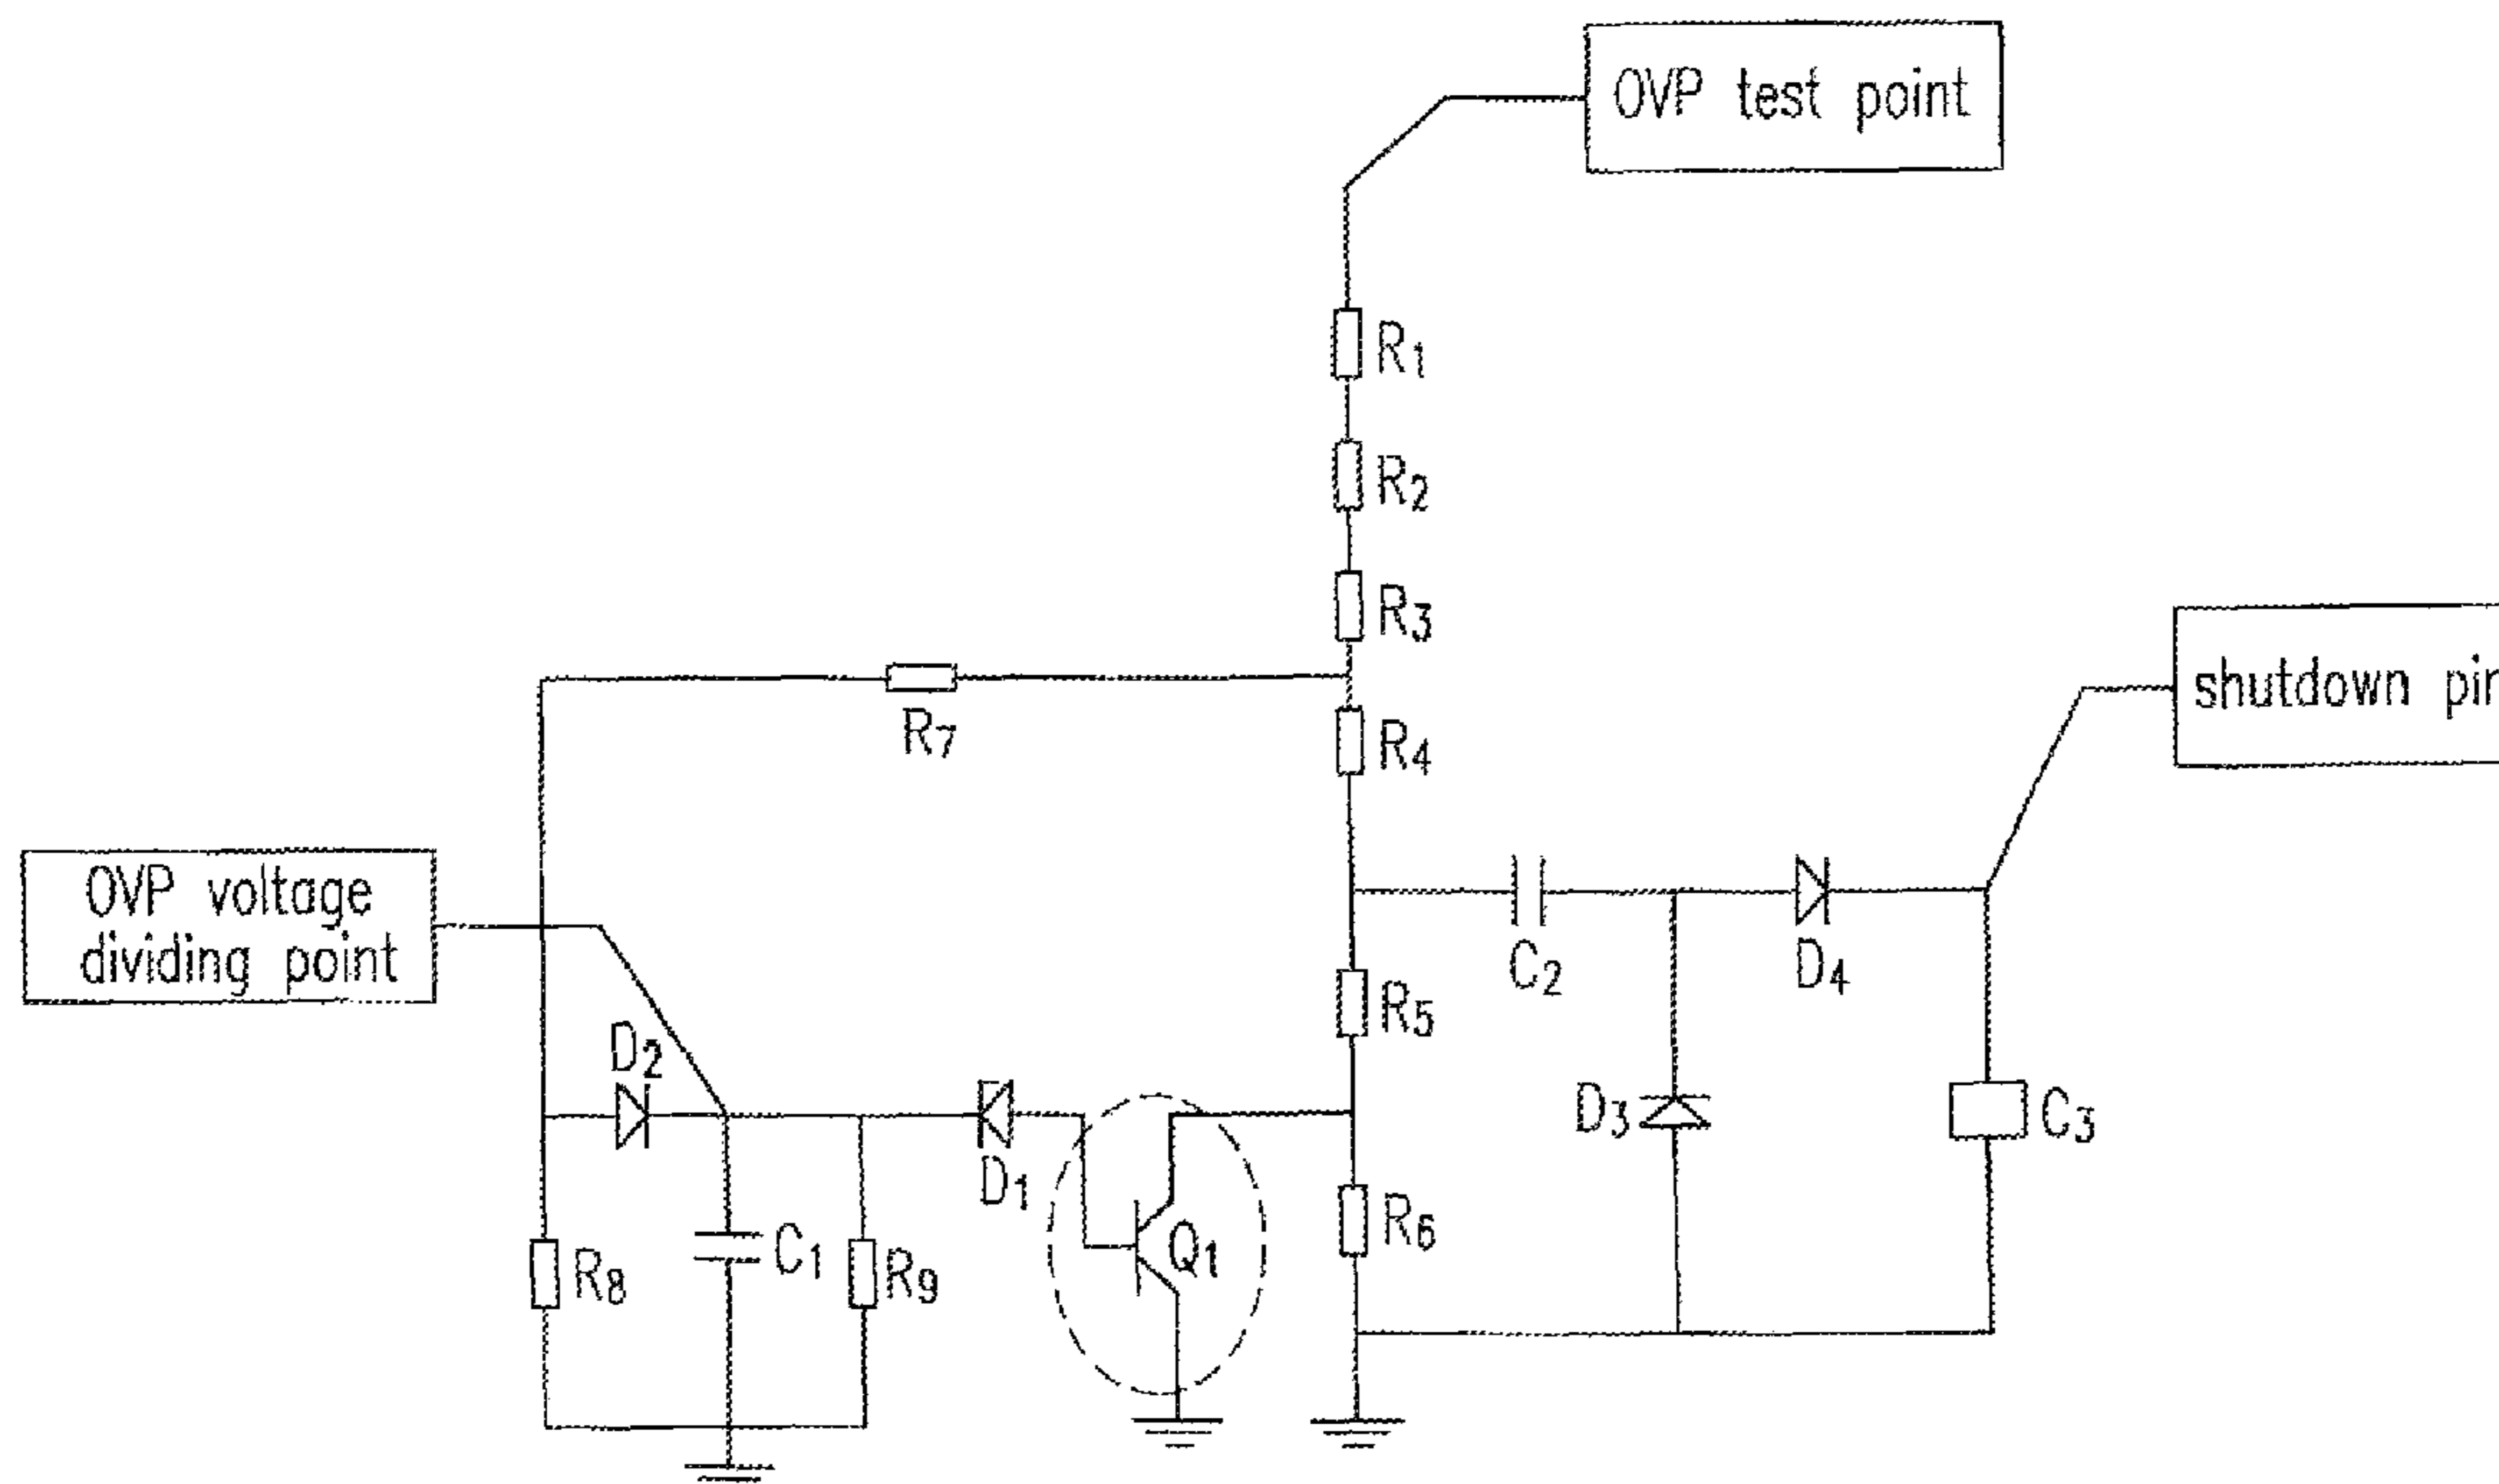 OVP test point
R1
R2
R3
R7
R4
shutdown
OVP voltage
dividing point
C2
D4
D2
R5
D1
D3
C3
R8
C1
R9
Q1
R6